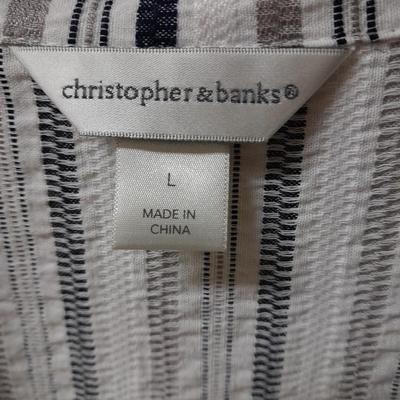 christopher & banks®
L
MADE IN
CHINA